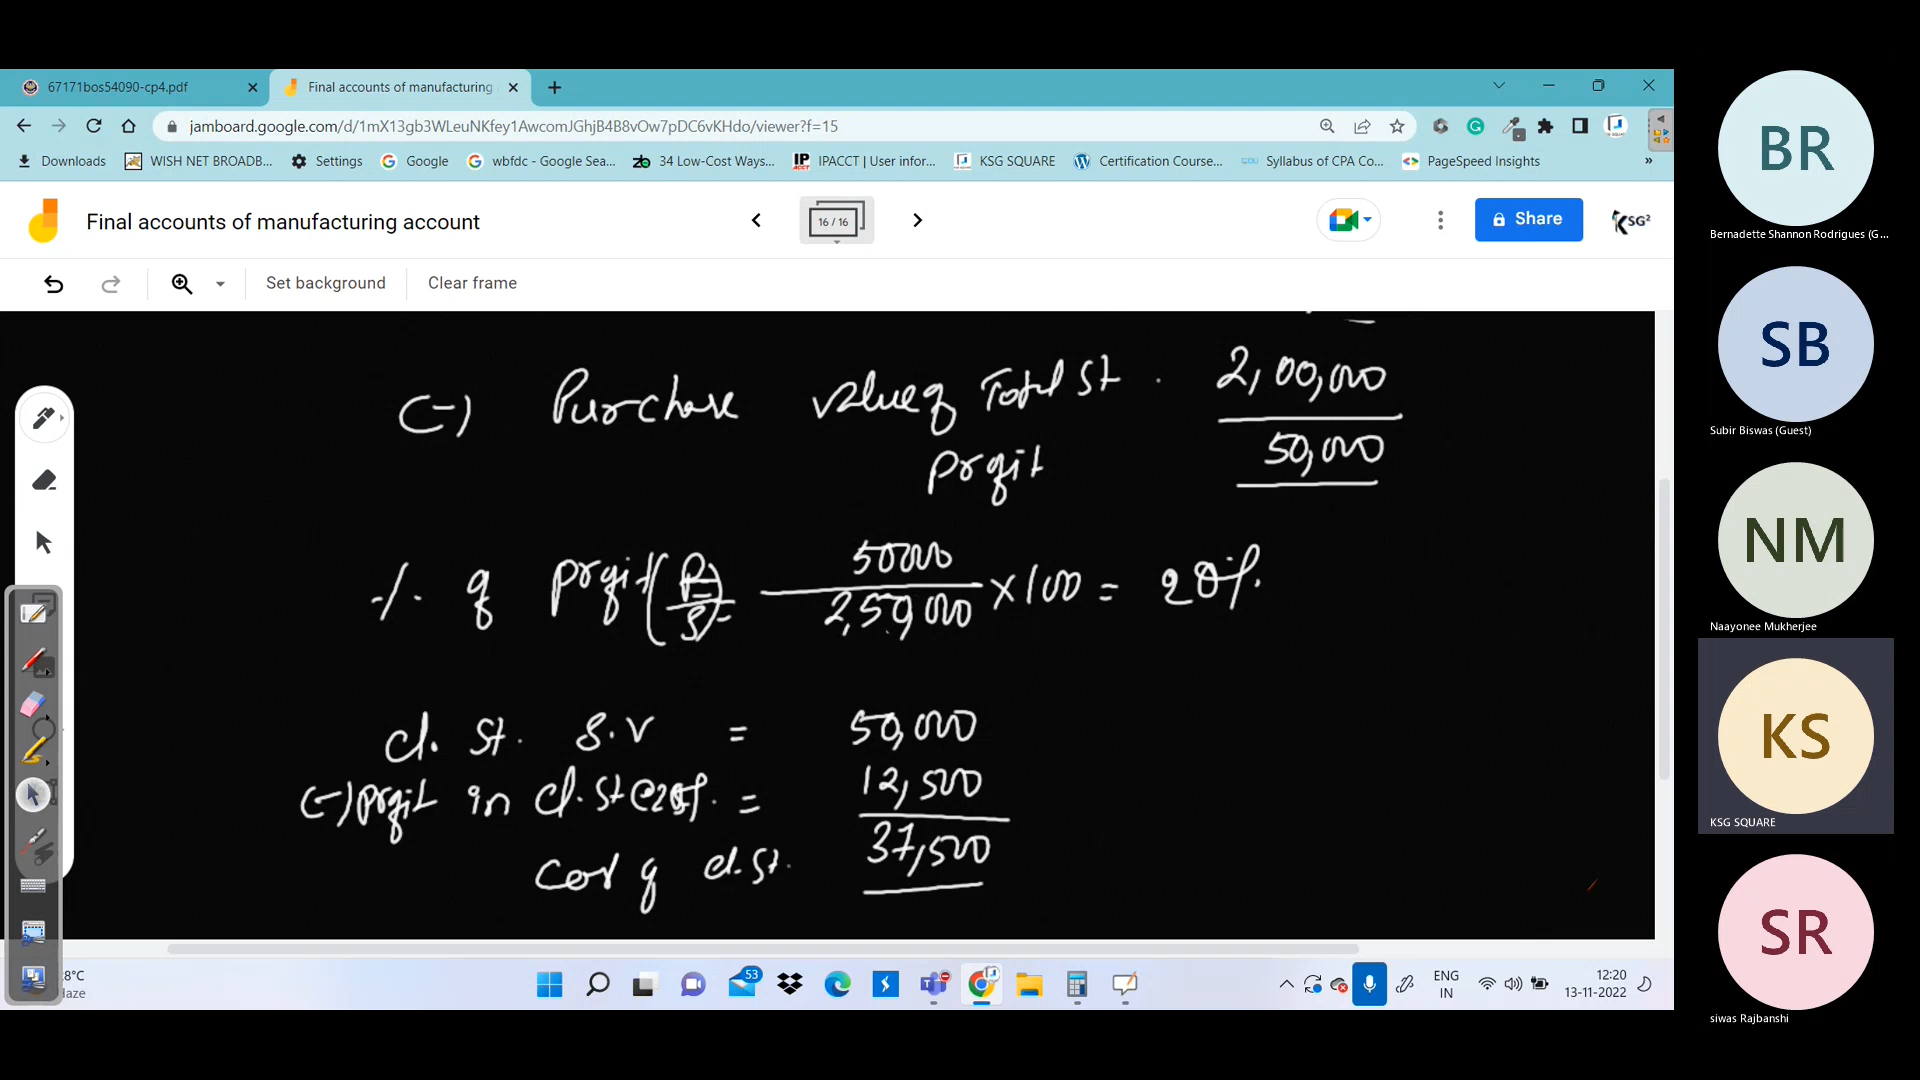 67171bos54090-cp4.pdf
Final accounts of manufacturing
jamboard.google.com/d/1mX13gb3WLeuNKfey1AwcomJGhjB4B8vOw7pDC6vKHdo/viewer?f=15
Downloads WISH NET BROADB... Settings Google wbfdc - Google Sea... 34 Low-Cost Ways... IPACCT | User infor... KSG SQUARE Certification Course... Syllabus of CPA Co... PageSpeed Insights »
Final accounts of manufacturing account
16 / 16
Share
KSG²
Set background Clear frame
(-) Purchase value of Total St. 2,00,000
Profit 50,000
% of profit (P/S) 50000 / 2,50,000 × 100 = 20%
cl. St. S.V = 50,000
(-) Profit in cl. St @ 20% = 12,500
Cost of cl. St. 37,500
8°C
Haze
53
ENG
IN
12:20
13-11-2022
BR
Bernadette Shannon Rodrigues (G...
SB
Subir Biswas (Guest)
NM
Naayonee Mukherjee
KS
KSG SQUARE
SR
siwas Rajbanshi